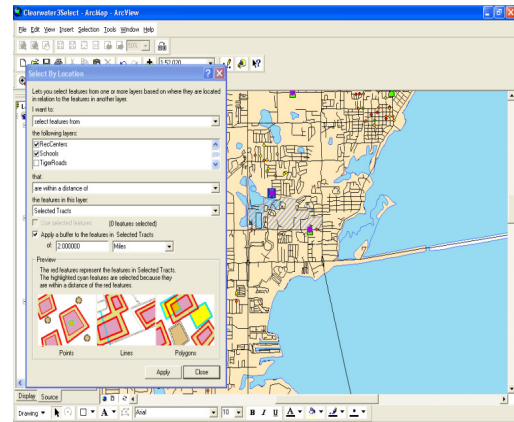 Clearwater3Select - ArcMap - ArcView
File Edit View Insert Selection Tools Window Help
50%
1:52,020
Select By Location
Lets you select features from one or more layers based on where they are located
in relation to the features in another layer.
I want to:
select features from
the following layers:
RecCenters
Schools
TigerRoads
that:
are within a distance of
the features in this layer:
Selected Tracts
Use selected features (0 features selected)
Apply a buffer to the features in Selected Tracts
of: 2.000000 Miles
Preview
The red features represent the features in Selected Tracts.
The highlighted cyan features are selected because they
are within a distance of the red features.
Points Lines Polygons
Apply Close
Display Source
Drawing Arial 10 B I U A